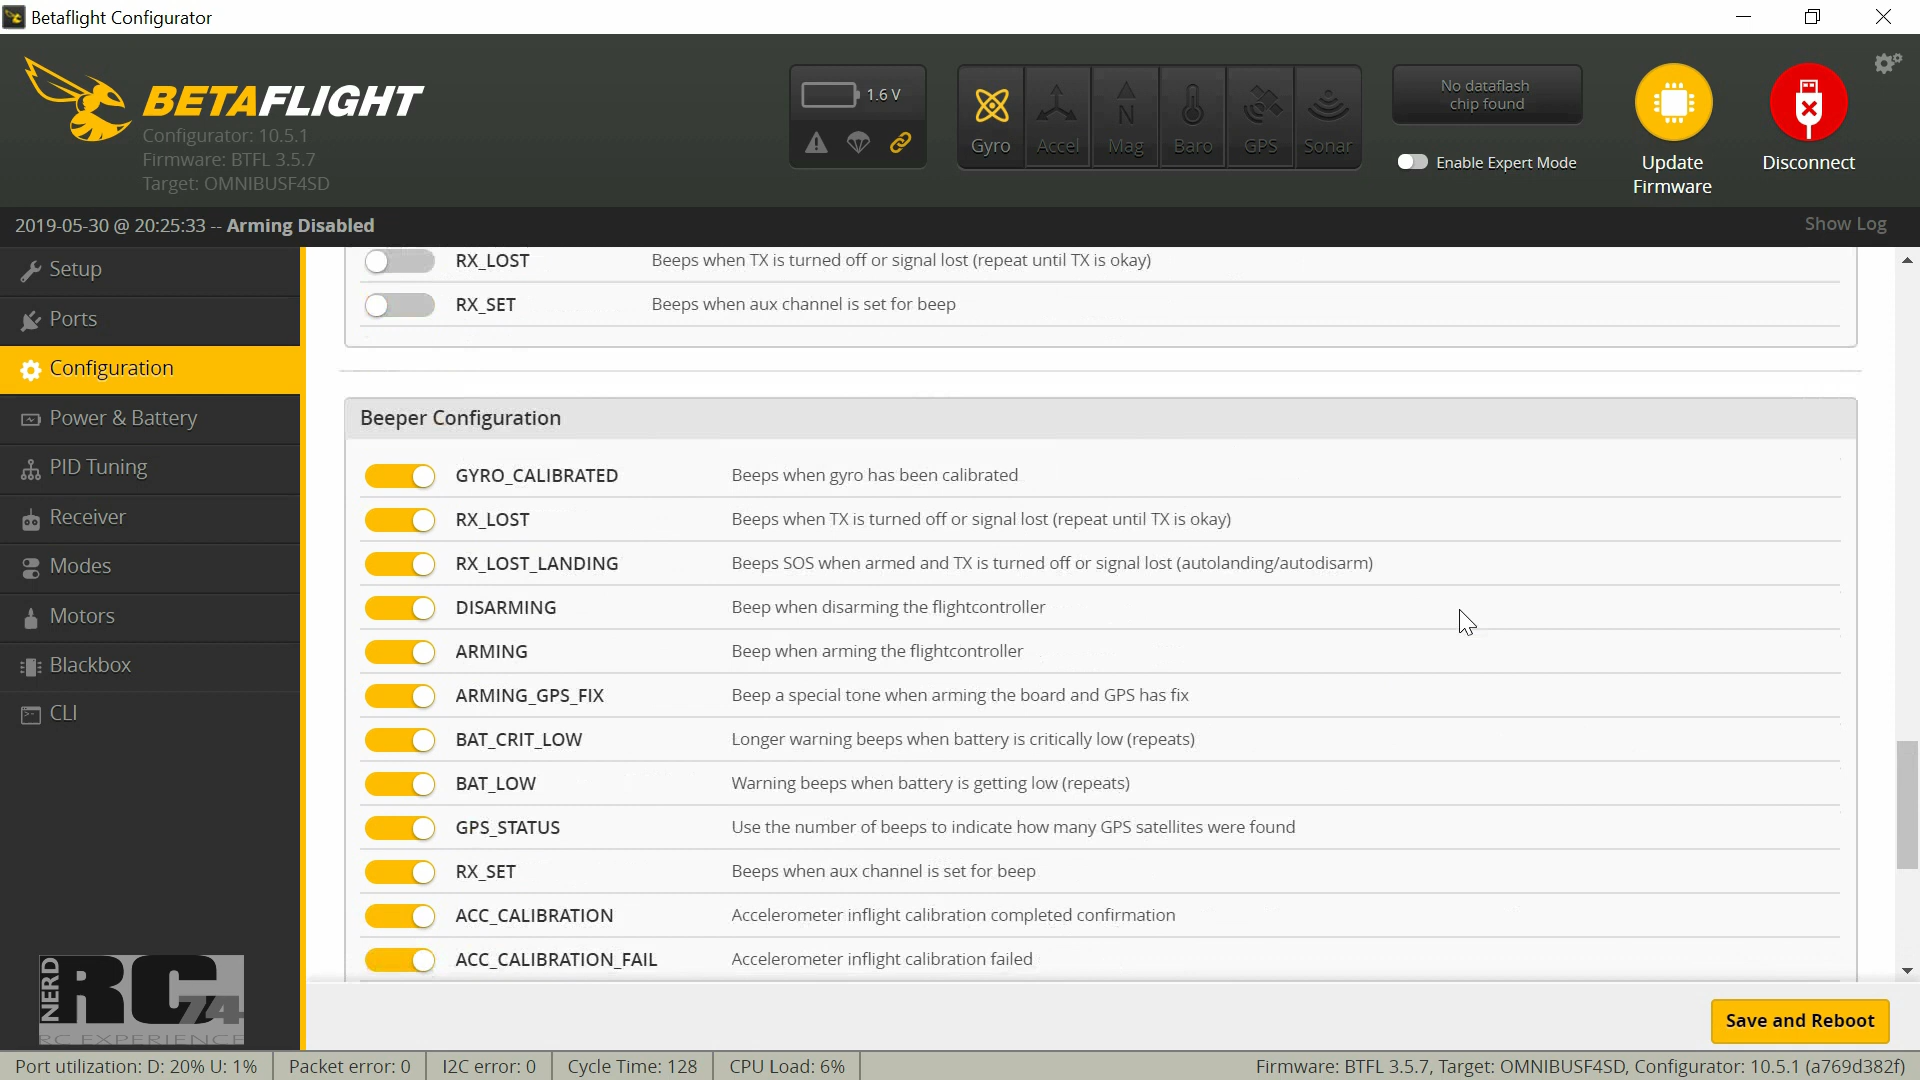 Betaflight Configurator
BETAFLIGHT
Configurator: 10.5.1
Firmware: BTFL 3.5.7
Target: OMNIBUSF4SD
1.6 V
Gyro
Accel
N
Mag
Baro
GPS
Sonar
No dataflash
chip found
Enable Expert Mode
Update
Firmware
Disconnect
2019-05-30 @ 20:25:33 -- Arming Disabled
Show Log
Setup
Ports
Configuration
Power & Battery
PID Tuning
Receiver
Modes
Motors
Blackbox
CLI
RX_LOST Beeps when TX is turned off or signal lost (repeat until TX is okay)
RX_SET Beeps when aux channel is set for beep
Beeper Configuration
GYRO_CALIBRATED Beeps when gyro has been calibrated
RX_LOST Beeps when TX is turned off or signal lost (repeat until TX is okay)
RX_LOST_LANDING Beeps SOS when armed and TX is turned off or signal lost (autolanding/autodisarm)
DISARMING Beep when disarming the flightcontroller
ARMING Beep when arming the flightcontroller
ARMING_GPS_FIX Beep a special tone when arming the board and GPS has fix
BAT_CRIT_LOW Longer warning beeps when battery is critically low (repeats)
BAT_LOW Warning beeps when battery is getting low (repeats)
GPS_STATUS Use the number of beeps to indicate how many GPS satellites were found
RX_SET Beeps when aux channel is set for beep
ACC_CALIBRATION Accelerometer inflight calibration completed confirmation
ACC_CALIBRATION_FAIL Accelerometer inflight calibration failed
NERD
RC
74
RC EXPERIENCE
Save and Reboot
Port utilization: D: 20% U: 1%
Packet error: 0
I2C error: 0
Cycle Time: 128
CPU Load: 6%
Firmware: BTFL 3.5.7, Target: OMNIBUSF4SD, Configurator: 10.5.1 (a769d382f)